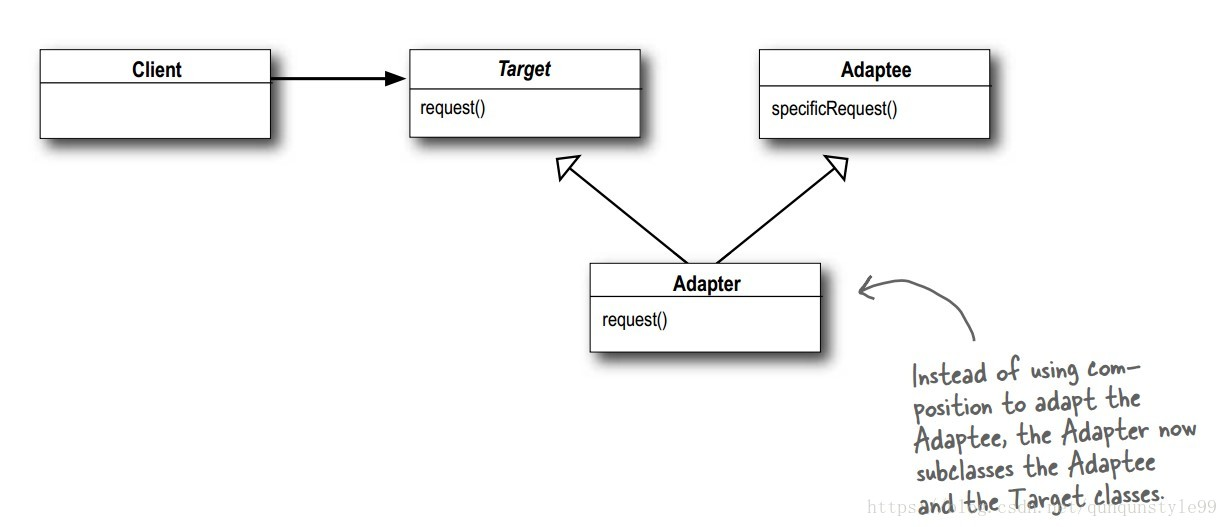 Client
Target
Adaptee
request()
specificRequest()
Adapter
request()
Instead of using com-
position to adapt the
Adaptee, the Adapter now
subclasses the Adaptee
and the Target classes.